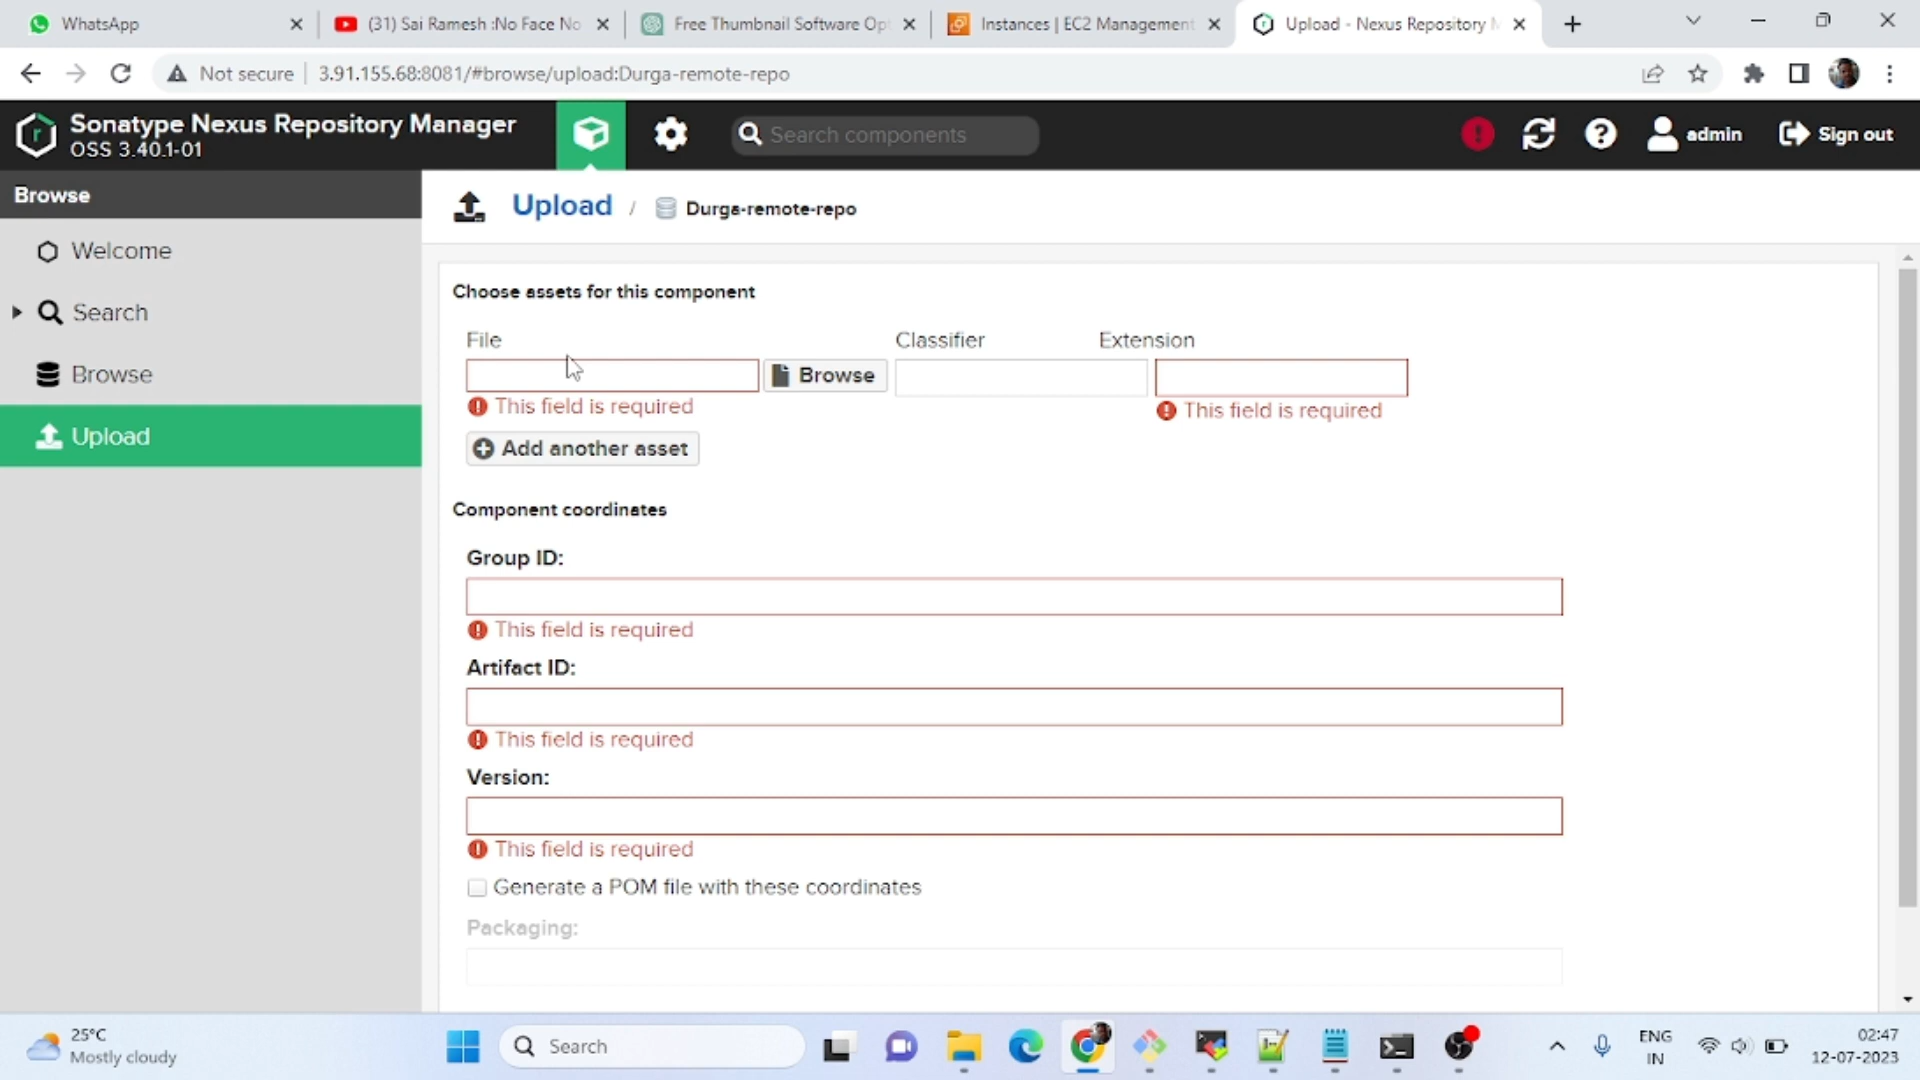 WhatsApp
(31) Sai Ramesh :No Face No
Free Thumbnail Software Opt
Instances | EC2 Management
Upload - Nexus Repository M
Not secure
3.91.155.68:8081/#browse/upload:Durga-remote-repo
Sonatype Nexus Repository Manager
OSS 3.40.1-01
Search components
admin
Sign out
Browse
Welcome
Search
Browse
Upload
Upload / Durga-remote-repo
Choose assets for this component
File Classifier Extension
Browse
This field is required
This field is required
Add another asset
Component coordinates
Group ID:
This field is required
Artifact ID:
This field is required
Version:
This field is required
Generate a POM file with these coordinates
Packaging:
25°C
Mostly cloudy
Search
ENG
IN
02:47
12-07-2023